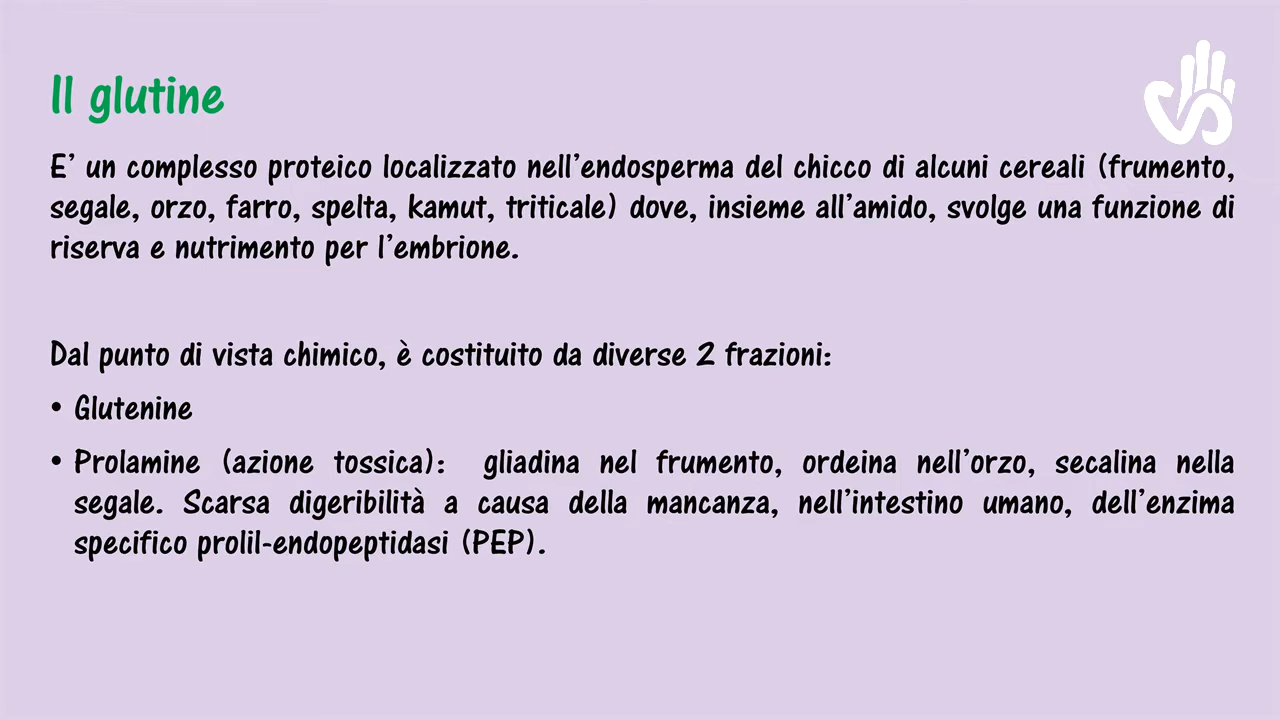 Il glutine
E' un complesso proteico localizzato nell'endosperma del chicco di alcuni cereali (frumento,
segale, orzo, farro, spelta, kamut, triticale) dove, insieme all'amido, svolge una funzione di
riserva e nutrimento per l'embrione.
Dal punto di vista chimico, è costituito da diverse 2 frazioni:
• Glutenine
• Prolamine (azione tossica): gliadina nel frumento, ordeina nell'orzo, secalina nella
segale. Scarsa digeribilità a causa della mancanza, nell'intestino umano, dell'enzima
specifico prolil-endopeptidasi (PEP).